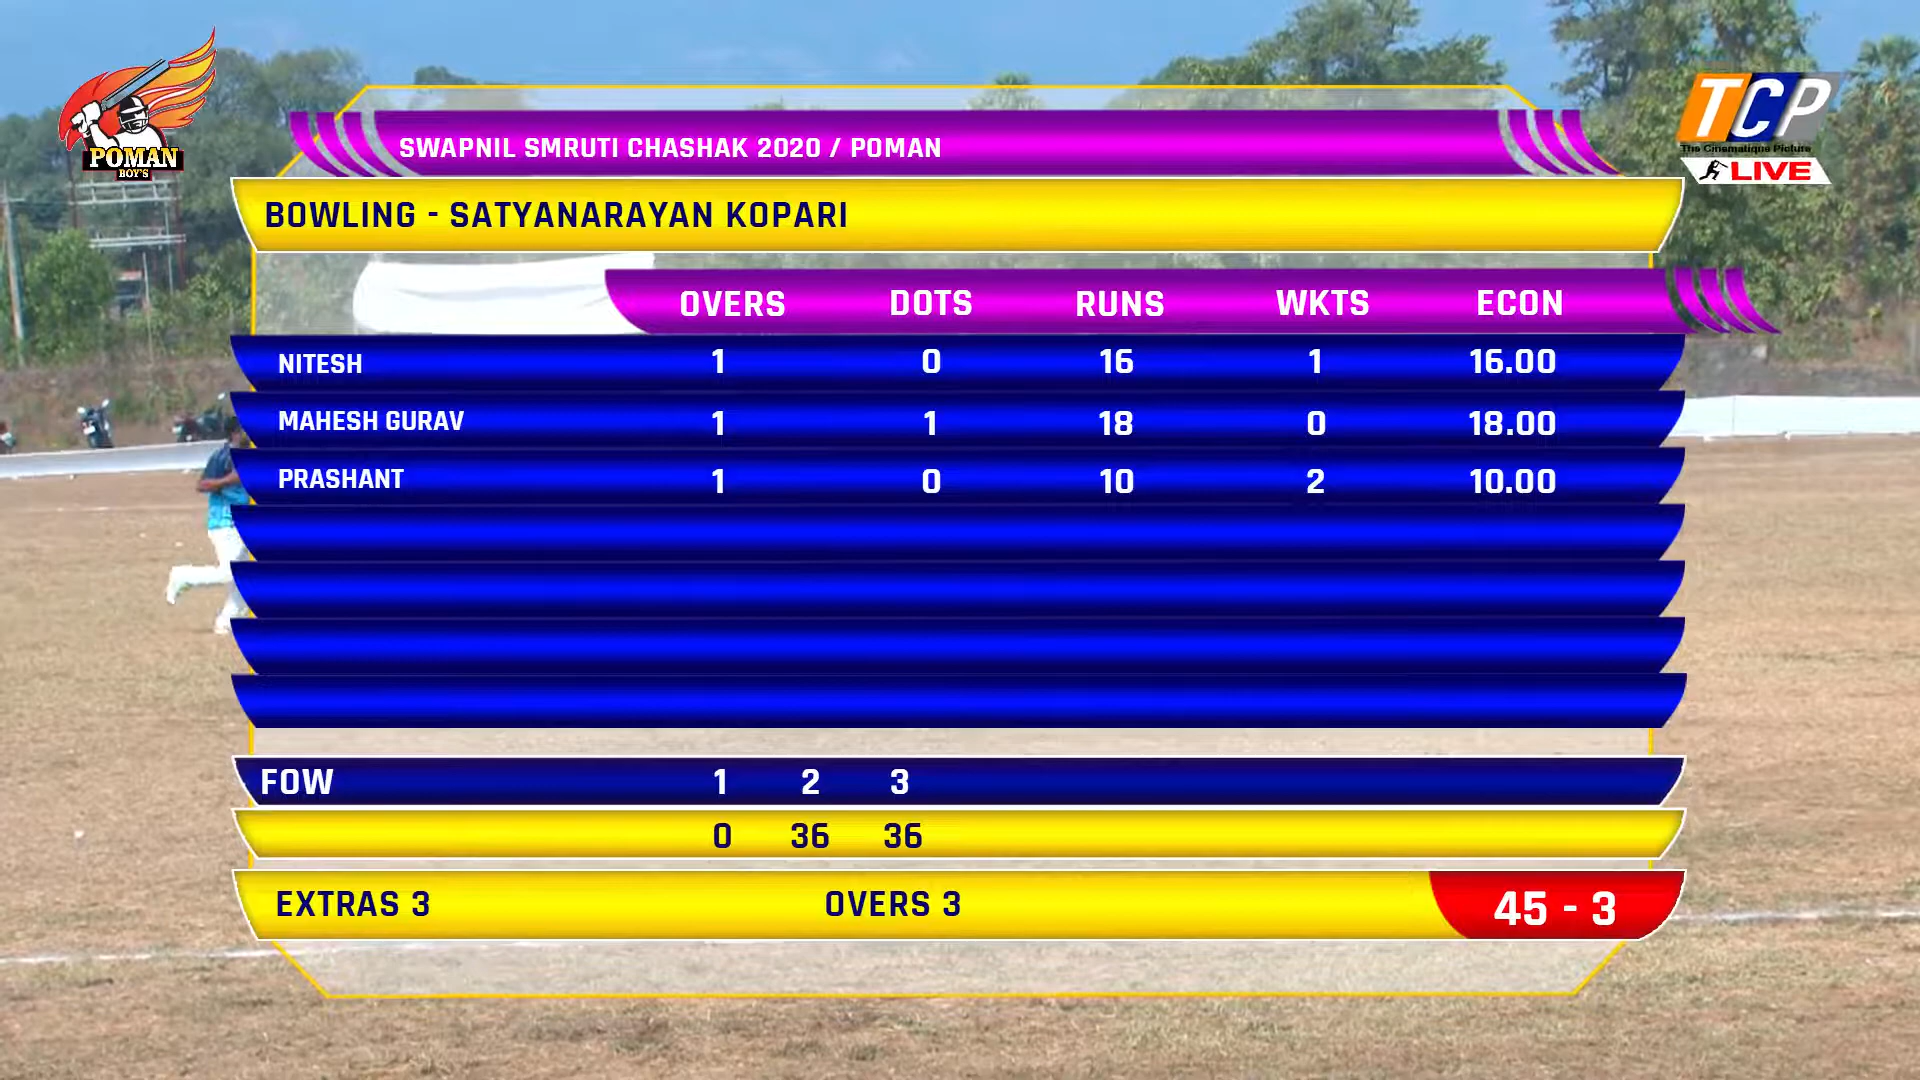 POMAN
BOY'S
TCP
The Cinematique Picture
LIVE
SWAPNIL SMRUTI CHASHAK 2020 / POMAN
BOWLING - SATYANARAYAN KOPARI
OVERS DOTS RUNS WKTS ECON
NITESH 1 0 16 1 16.00
MAHESH GURAV 1 1 18 0 18.00
PRASHANT 1 0 10 2 10.00
FOW 1 2 3
0 36 36
EXTRAS 3 OVERS 3 45 - 3